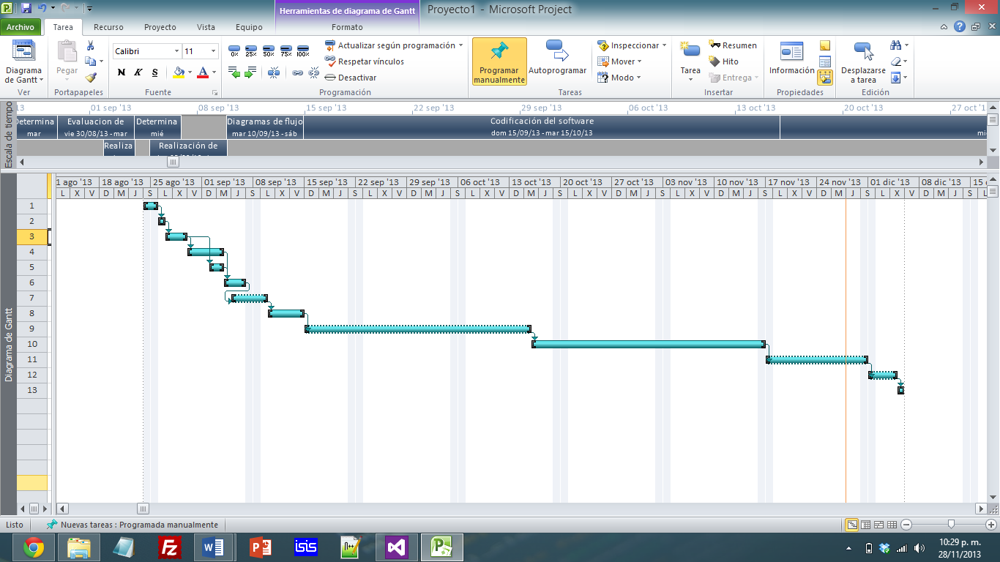 Herramientas de diagrama de Gantt
Proyecto1 - Microsoft Project
Archivo Tarea Recurso Proyecto Vista Equipo Formato
Calibri 11
0% 25% 50% 75% 100%
Actualizar según programación
Respetar vínculos
Desactivar
Diagrama de Gantt
Pegar
N K S A
Programar manualmente
Autoprogramar
Inspeccionar
Mover
Modo
Tarea
Resumen
Hito
Entrega
Información
Desplazarse a tarea
Ver Portapapeles Fuente Programación Tareas Insertar Propiedades Edición
Escala de tiempo
'13 01 sep '13 08 sep '13 15 sep '13 22 sep '13 29 sep '13 06 oct '13 13 oct '13 20 oct '13 27 oct '1
Determina Evaluacion de Determina Diagramas de flujo Codificación del software
mar vie 30/08/13 - mar mié mar 10/09/13 - sáb dom 15/09/13 - mar 15/10/13 mié
Realiza Realización de
Diagrama de Gantt
1 ago '13 18 ago '13 25 ago '13 01 sep '13 08 sep '13 15 sep '13 22 sep '13 29 sep '13 06 oct '13 13 oct '13 20 oct '13 27 oct '13 03 nov '13 10 nov '13 17 nov '13 24 nov '13 01 dic '13 08 dic '13 15 d
L X V D M J S L X V D M J S L X V D M J S L X V D M J S L X V D M J S L X V D M J S L X V D M J S L X V D M J S L X V D M J S L
1
2
3
4
5
6
7
8
9
10
11
12
13
Listo Nuevas tareas : Programada manualmente
Fz W P isis
10:29 p. m.
28/11/2013